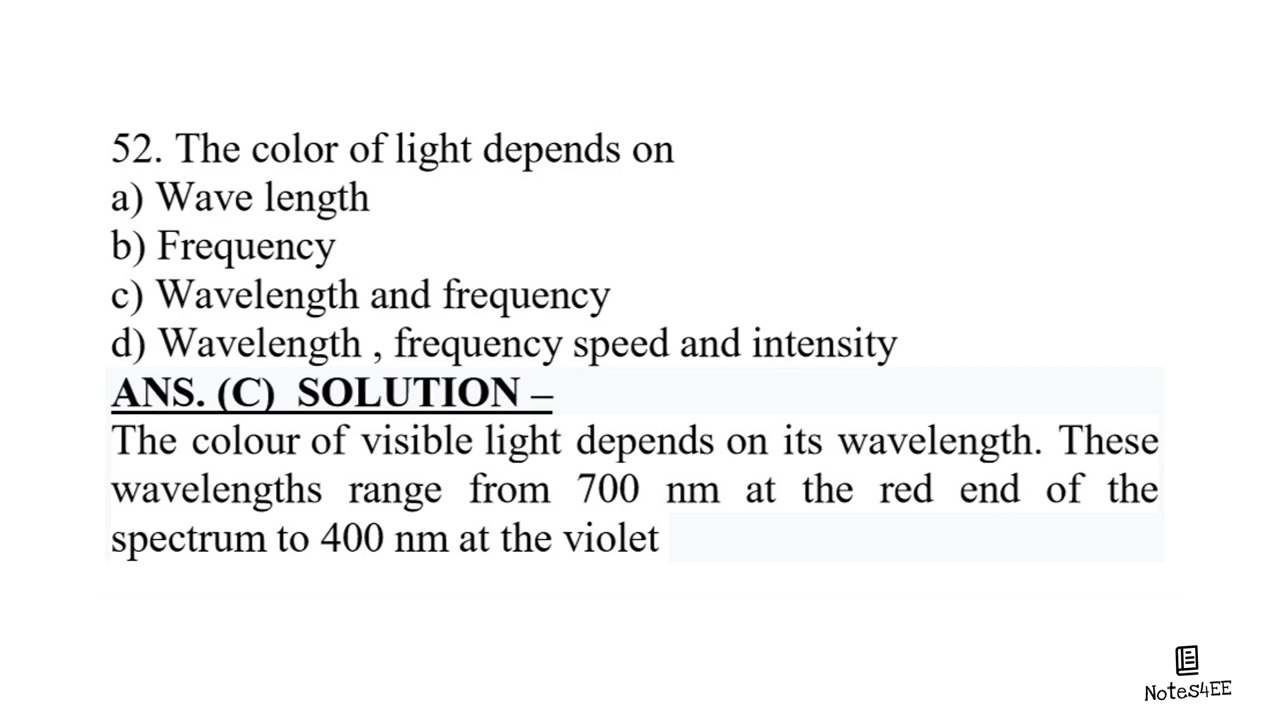 52. The color of light depends on
a) Wave length
b) Frequency
c) Wavelength and frequency
d) Wavelength , frequency speed and intensity
ANS. (C)  SOLUTION –
The colour of visible light depends on its wavelength. These
wavelengths range from 700 nm at the red end of the
spectrum to 400 nm at the violet
Notes4EE